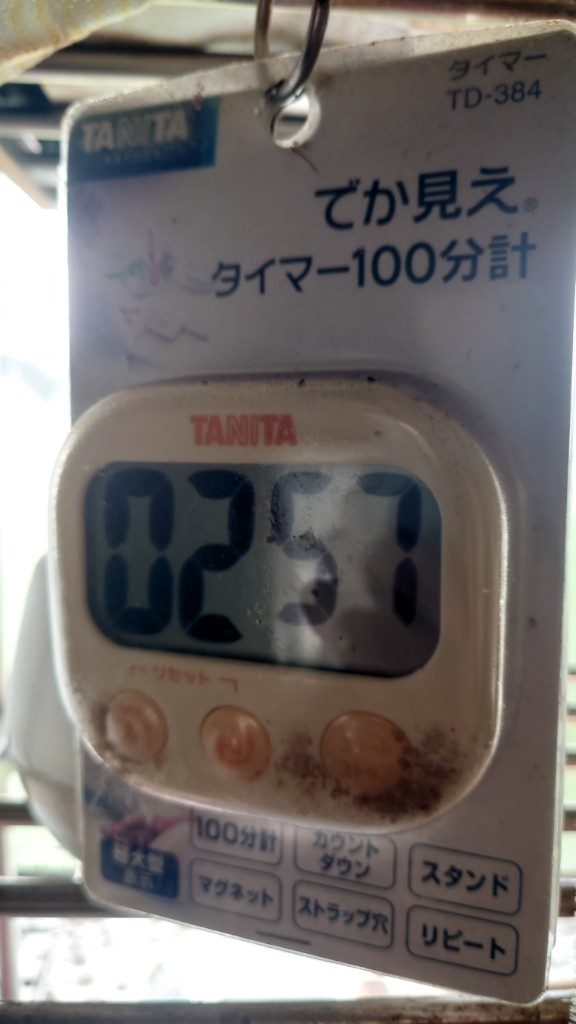 タイマー
TD-384
TANITA
でか見え®
タイマー100分計
TANITA
02 57
リセット
100分計
カウント
ダウン
スタンド
マグネット
ストラップ穴
リピート